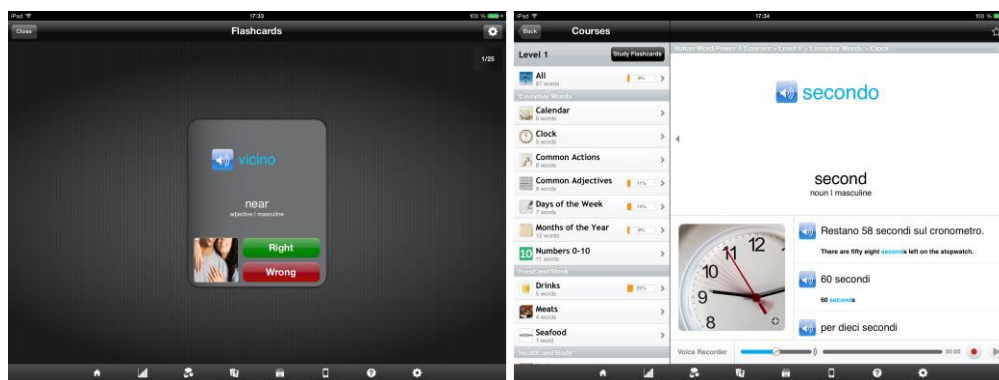 iPad
17:33
100 %
Close
Flashcards
1/25
vicino
near
adjective | masculine
Right
Wrong
iPad
17:34
100 %
Back
Courses
Level 1
Study Flashcards
All
87 words
8%
Everyday Words
Calendar
8 words
Clock
5 words
Common Actions
8 words
Common Adjectives
9 words
11%
Days of the Week
7 words
14%
Months of the Year
12 words
8%
Numbers 0-10
11 words
10
Food and Drink
Drinks
5 words
20%
Meats
4 words
Seafood
1 word
Health and Body
Italian Word Power 4 Courses > Level 1 > Everyday Words > Clock
secondo
second
noun | masculine
12
11
10
9
8
Restano 58 secondi sul cronometro.
There are fifty eight seconds left on the stopwatch.
60 secondi
60 seconds
per dieci secondi
Voice Recorder
00:00